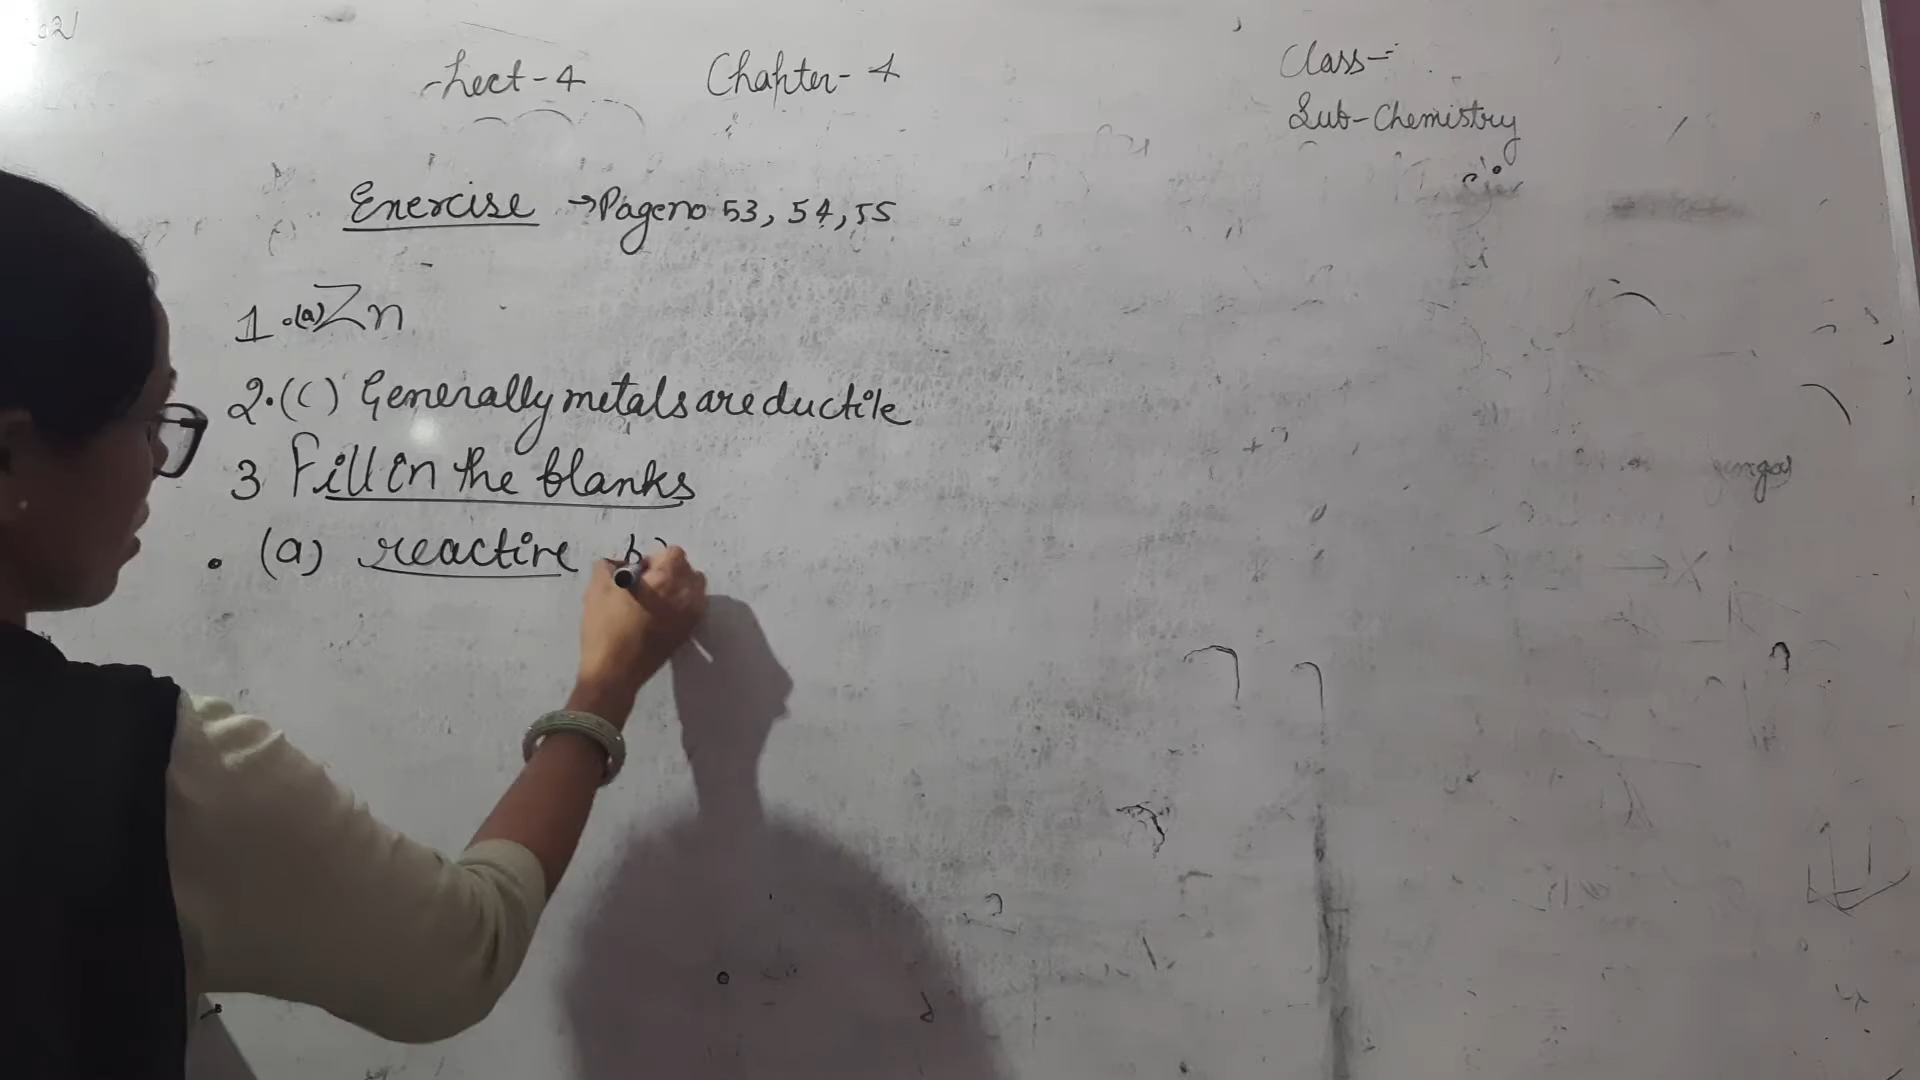 Lect-4 Chapter-4 Class-
Sub-Chemistry
Exercise →Page no 53, 54, 55
1.(a) Zn
2.(c) Generally metals are ductile
3 Fill in the blanks
(a) reactive b)